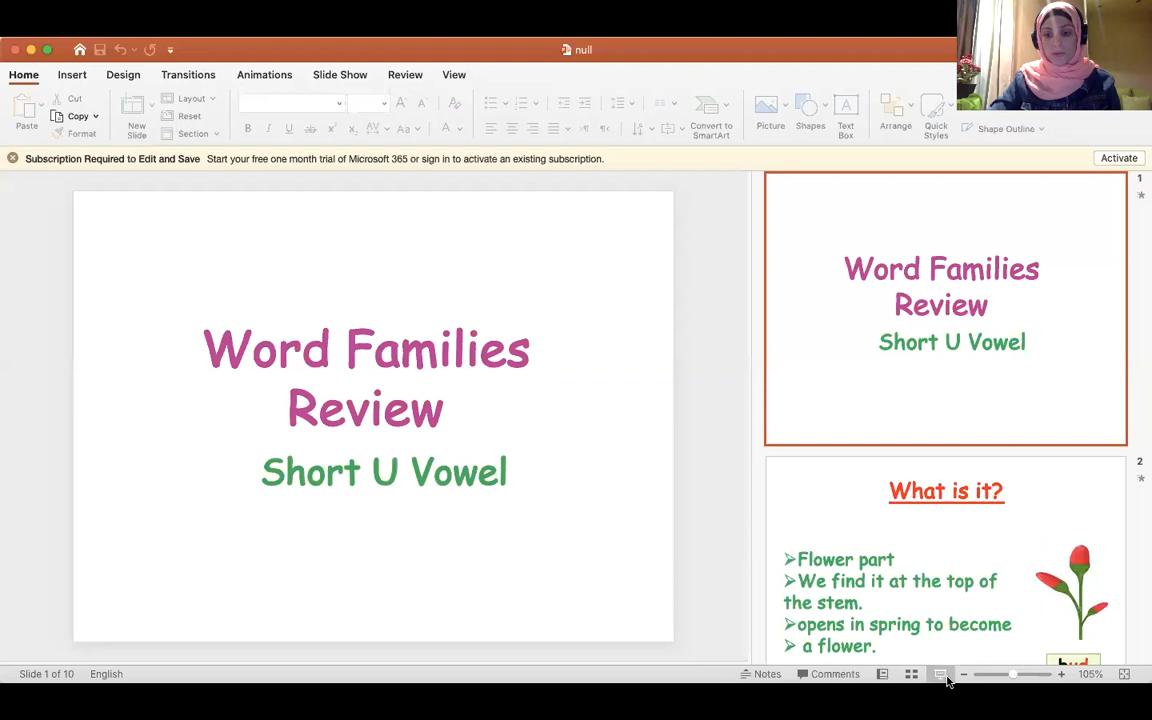 null
Home Insert Design Transitions Animations Slide Show Review View
Paste
Cut
Copy
Format
New Slide
Layout
Reset
Section
Convert to SmartArt
Picture
Shapes
Text Box
Arrange
Quick Styles
Shape Outline
Subscription Required to Edit and Save Start your free one month trial of Microsoft 365 or sign in to activate an existing subscription.
Activate
Word Families
Review
Short U Vowel
1
Word Families
Review
Short U Vowel
2
What is it?
➢Flower part
➢We find it at the top of
the stem.
➢opens in spring to become
➢ a flower.
bud
Slide 1 of 10 English Notes Comments 105%